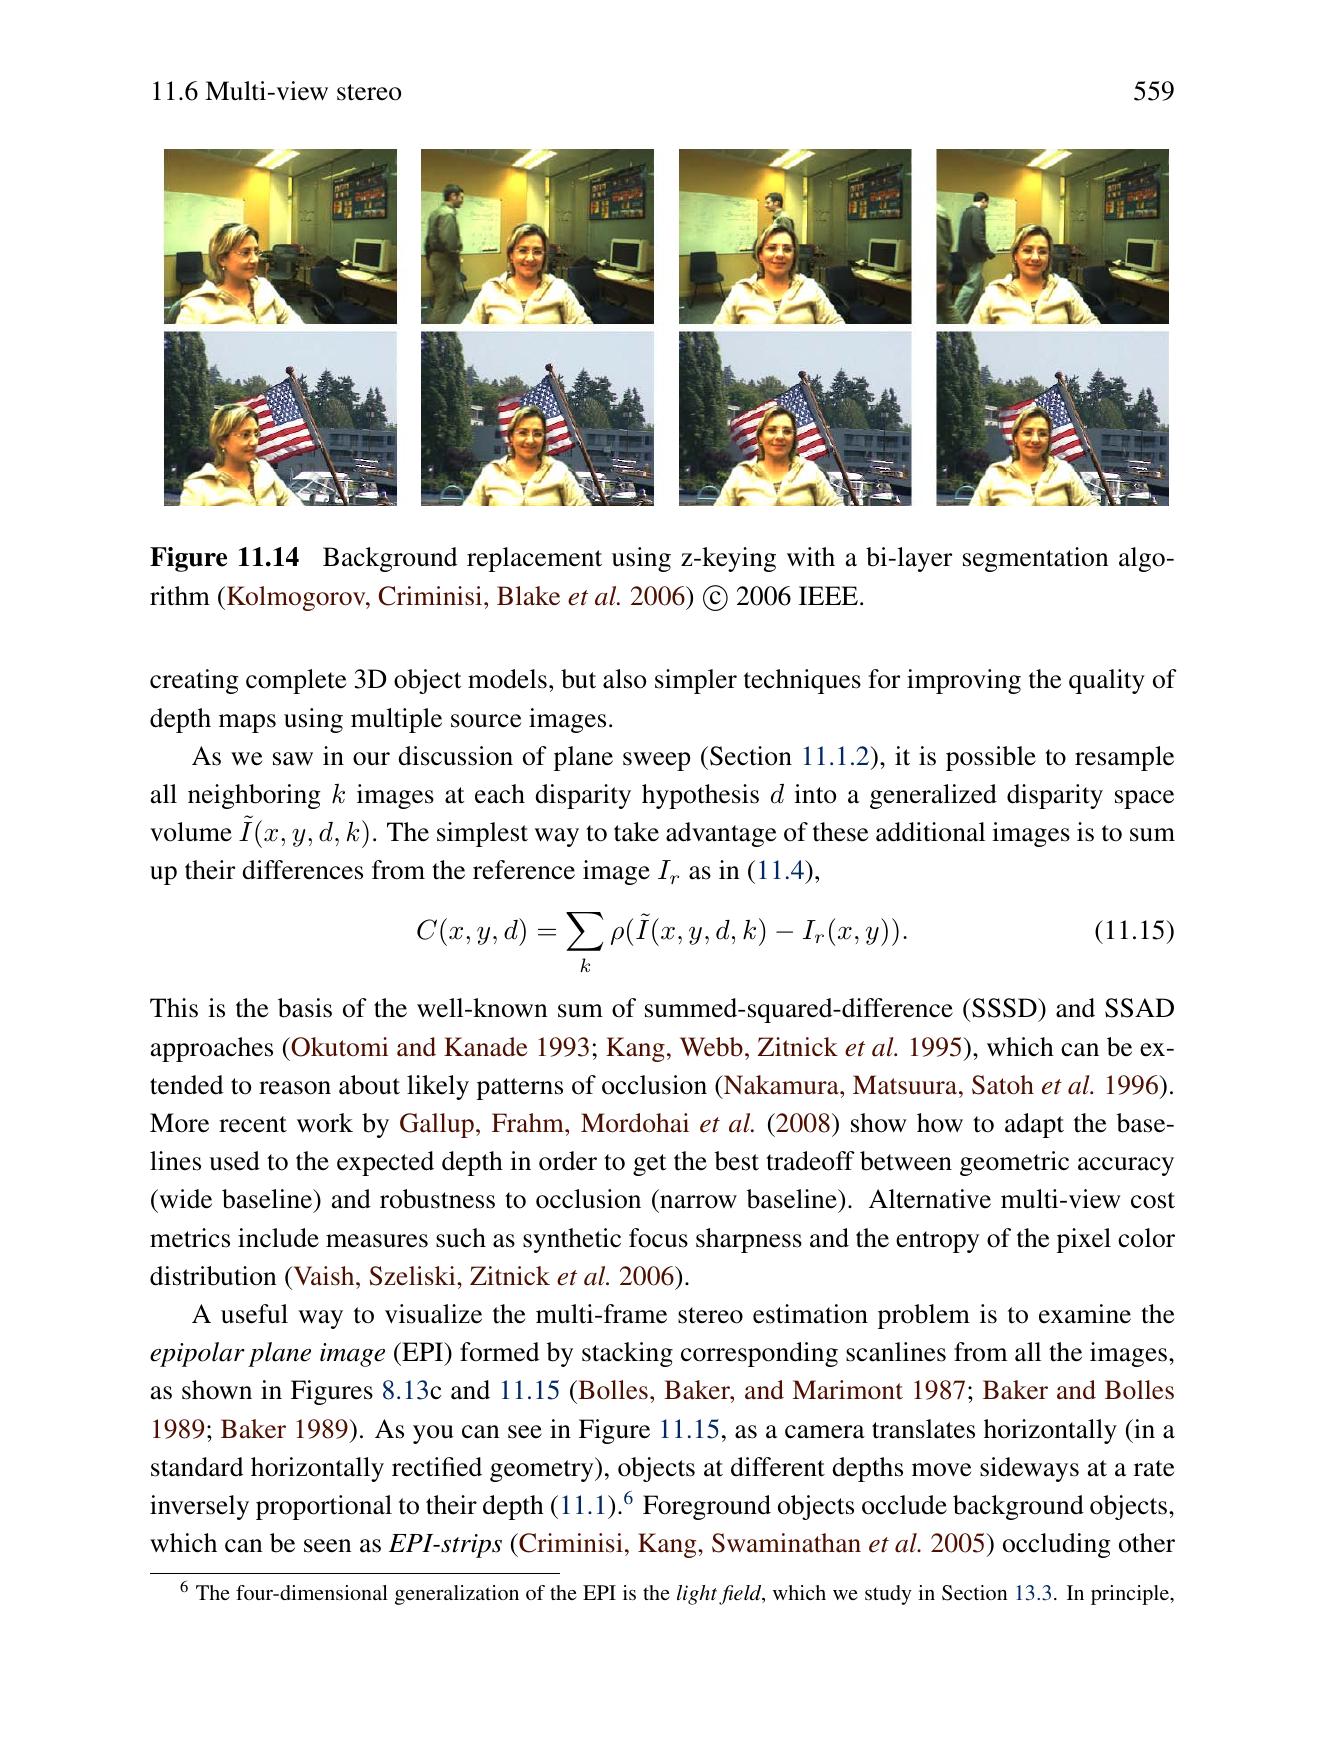 11.6 Multi-view stereo 559
Figure 11.14 Background replacement using z-keying with a bi-layer segmentation algo-
rithm (Kolmogorov, Criminisi, Blake et al. 2006) © 2006 IEEE.
creating complete 3D object models, but also simpler techniques for improving the quality of
depth maps using multiple source images.
As we saw in our discussion of plane sweep (Section 11.1.2), it is possible to resample
all neighboring k images at each disparity hypothesis d into a generalized disparity space
volume Ĩ(x, y, d, k). The simplest way to take advantage of these additional images is to sum
up their differences from the reference image I_r as in (11.4),
C(x, y, d) = ∑_k ρ(Ĩ(x, y, d, k) − I_r(x, y)). (11.15)
This is the basis of the well-known sum of summed-squared-difference (SSSD) and SSAD
approaches (Okutomi and Kanade 1993; Kang, Webb, Zitnick et al. 1995), which can be ex-
tended to reason about likely patterns of occlusion (Nakamura, Matsuura, Satoh et al. 1996).
More recent work by Gallup, Frahm, Mordohai et al. (2008) show how to adapt the base-
lines used to the expected depth in order to get the best tradeoff between geometric accuracy
(wide baseline) and robustness to occlusion (narrow baseline). Alternative multi-view cost
metrics include measures such as synthetic focus sharpness and the entropy of the pixel color
distribution (Vaish, Szeliski, Zitnick et al. 2006).
A useful way to visualize the multi-frame stereo estimation problem is to examine the
epipolar plane image (EPI) formed by stacking corresponding scanlines from all the images,
as shown in Figures 8.13c and 11.15 (Bolles, Baker, and Marimont 1987; Baker and Bolles
1989; Baker 1989). As you can see in Figure 11.15, as a camera translates horizontally (in a
standard horizontally rectified geometry), objects at different depths move sideways at a rate
inversely proportional to their depth (11.1).⁶ Foreground objects occlude background objects,
which can be seen as EPI-strips (Criminisi, Kang, Swaminathan et al. 2005) occluding other
⁶ The four-dimensional generalization of the EPI is the light field, which we study in Section 13.3. In principle,